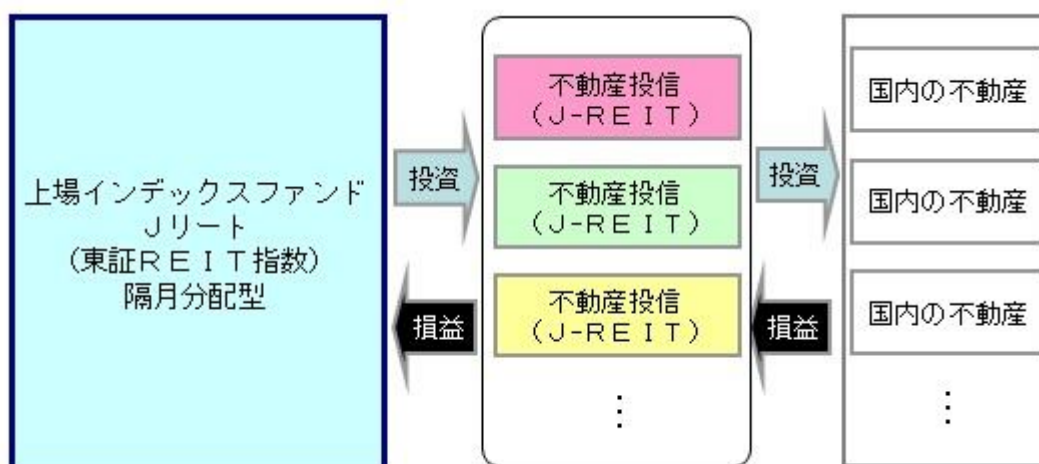 上場インデックスファンド
Jリート
(東証REIT指数)
隔月分配型
投資
損益
不動産投信
(J-REIT)
不動産投信
(J-REIT)
不動産投信
(J-REIT)
⋮
投資
損益
国内の不動産
国内の不動産
国内の不動産
⋮